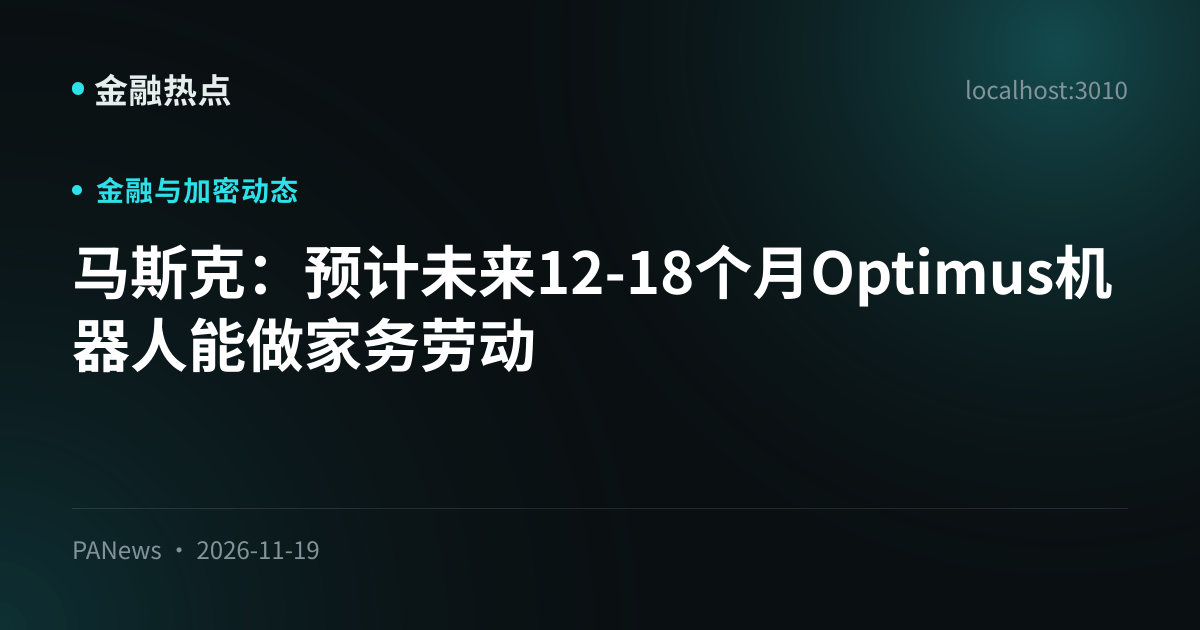 金融热点
localhost:3010
金融与加密动态
马斯克：预计未来12-18个月Optimus机
器人能做家务劳动
PANews • 2026-11-19